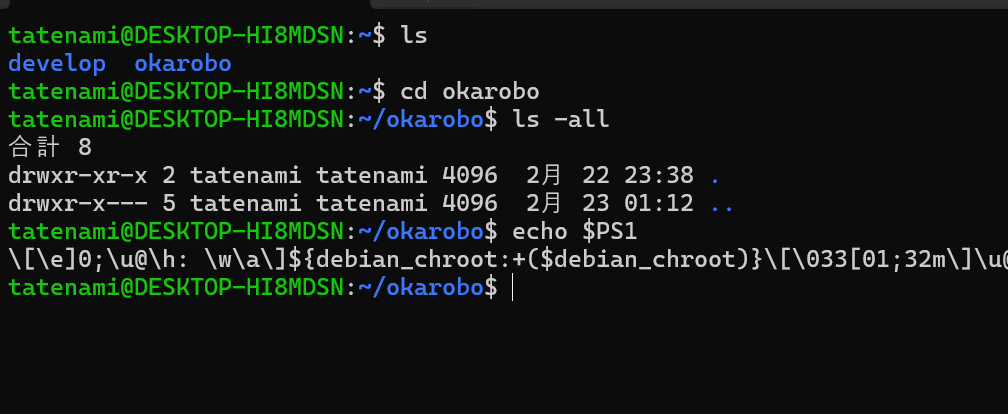 tatenami@DESKTOP-HI8MDSN:~$ ls
develop  okarobo
tatenami@DESKTOP-HI8MDSN:~$ cd okarobo
tatenami@DESKTOP-HI8MDSN:~/okarobo$ ls -all
合計 8
drwxr-xr-x 2 tatenami tatenami 4096  2月 22 23:38 .
drwxr-x--- 5 tatenami tatenami 4096  2月 23 01:12 ..
tatenami@DESKTOP-HI8MDSN:~/okarobo$ echo $PS1
\[\e]0;\u@\h: \w\a\]${debian_chroot:+($debian_chroot)}\[\033[01;32m\]\u@
tatenami@DESKTOP-HI8MDSN:~/okarobo$